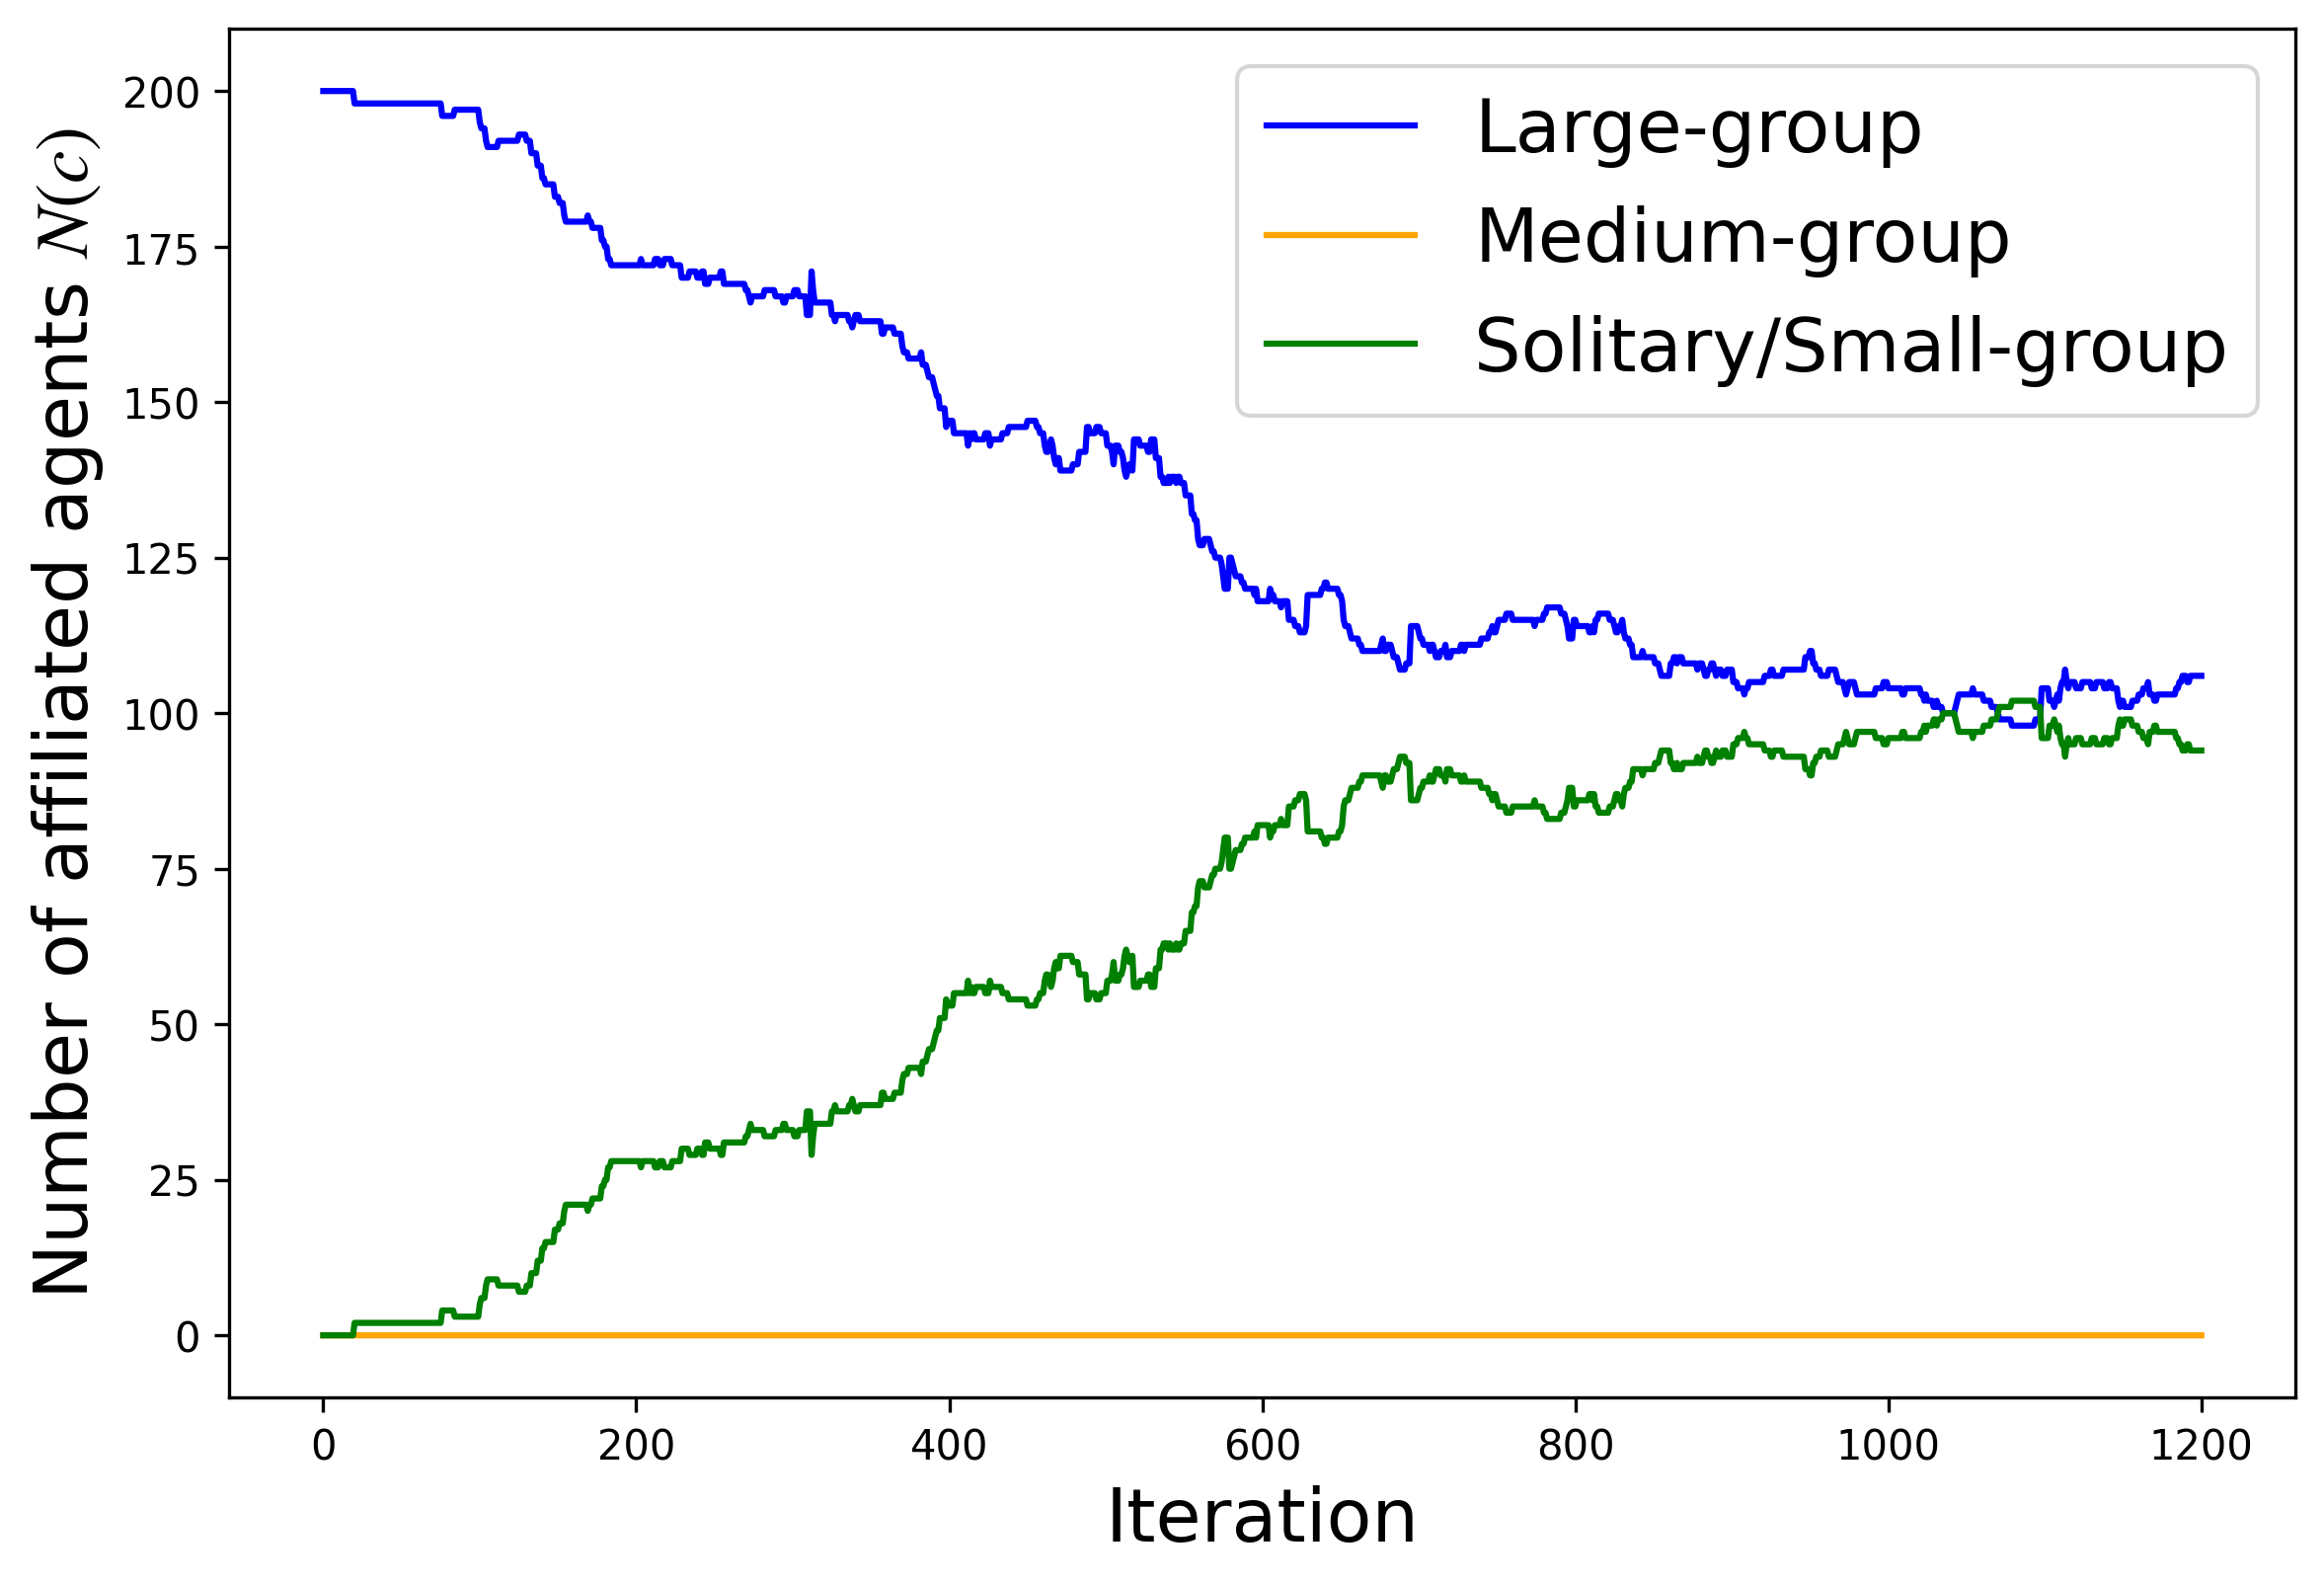 Number of affiliated agents N(c)
200
175
150
125
100
75
50
25
0
Large-group
Medium-group
Solitary/Small-group
0 200 400 600 800 1000 1200
Iteration